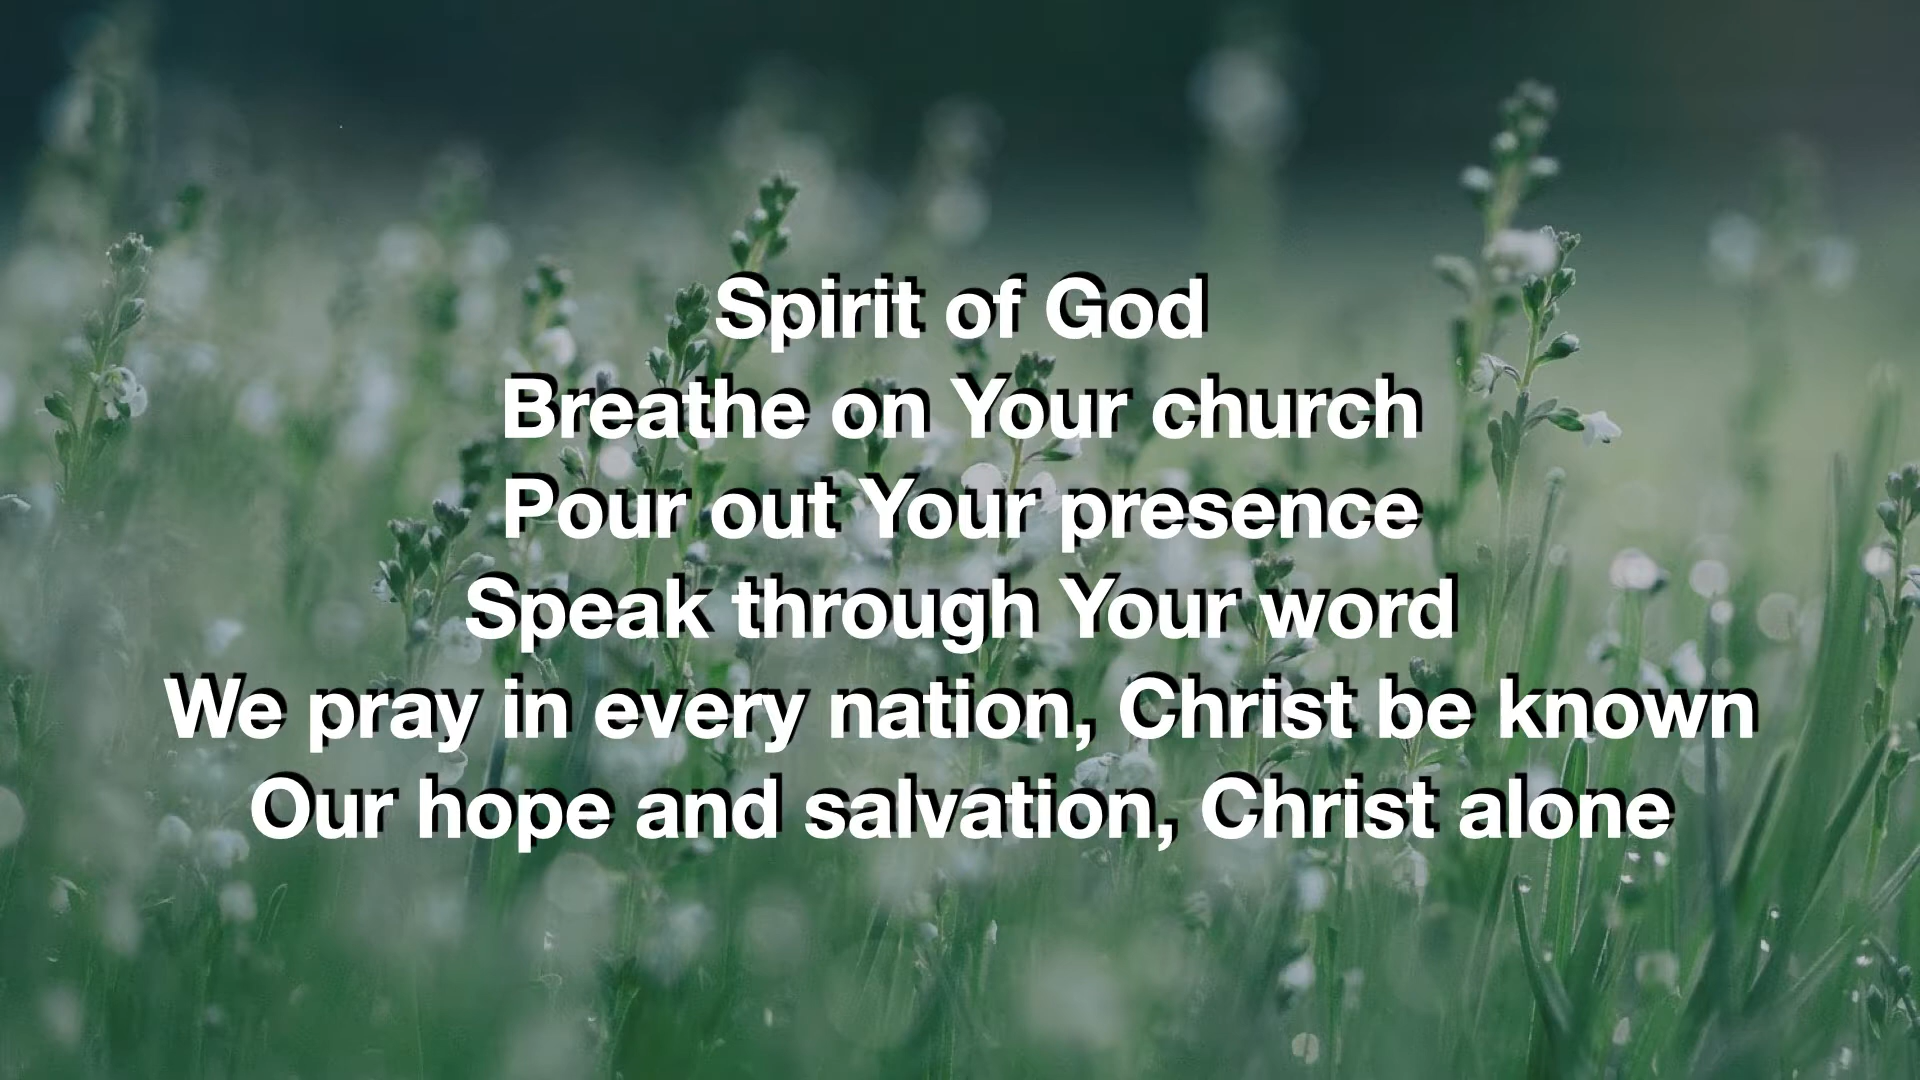 Spirit of God
Breathe on Your church
Pour out Your presence
Speak through Your word
We pray in every nation, Christ be known
Our hope and salvation, Christ alone